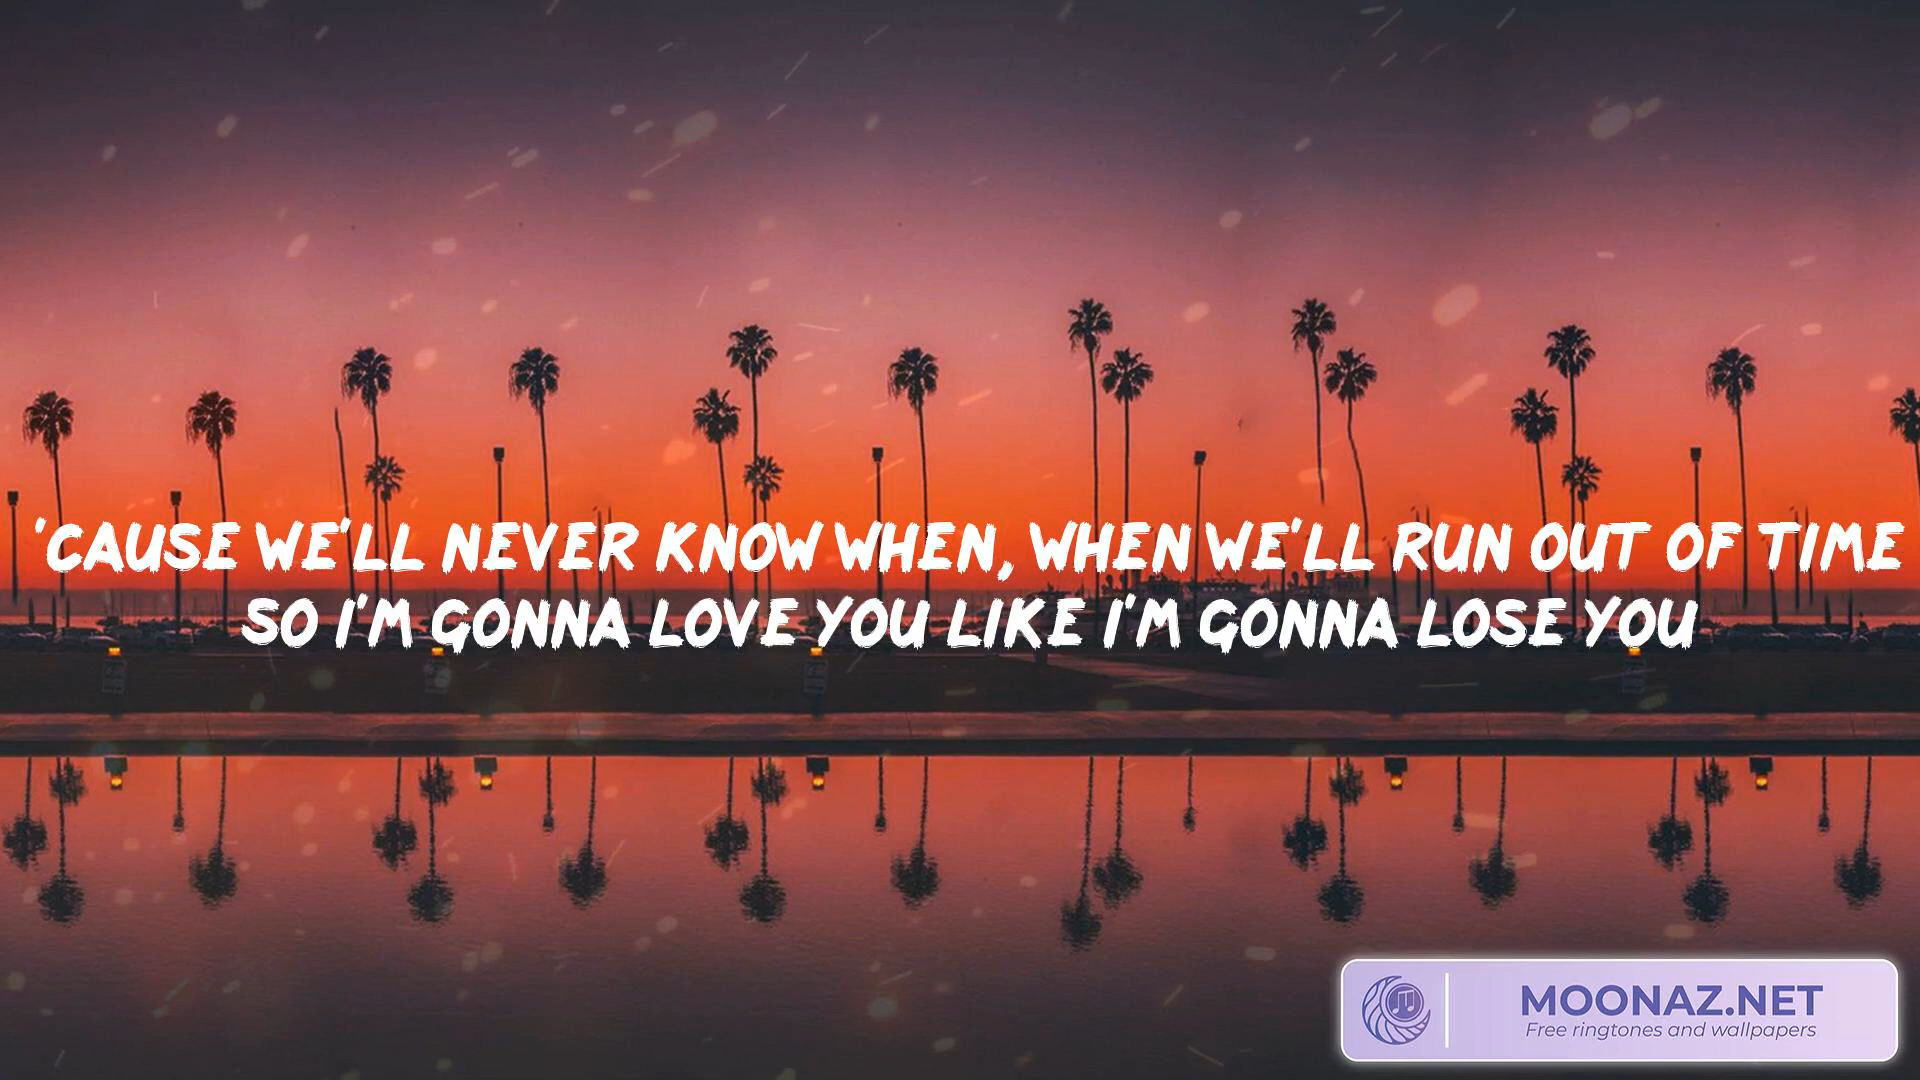 'CAUSE WE'LL NEVER KNOW WHEN, WHEN WE'LL RUN OUT OF TIME
SO I'M GONNA LOVE YOU LIKE I'M GONNA LOSE YOU
MOONAZ.NET
Free ringtones and wallpapers